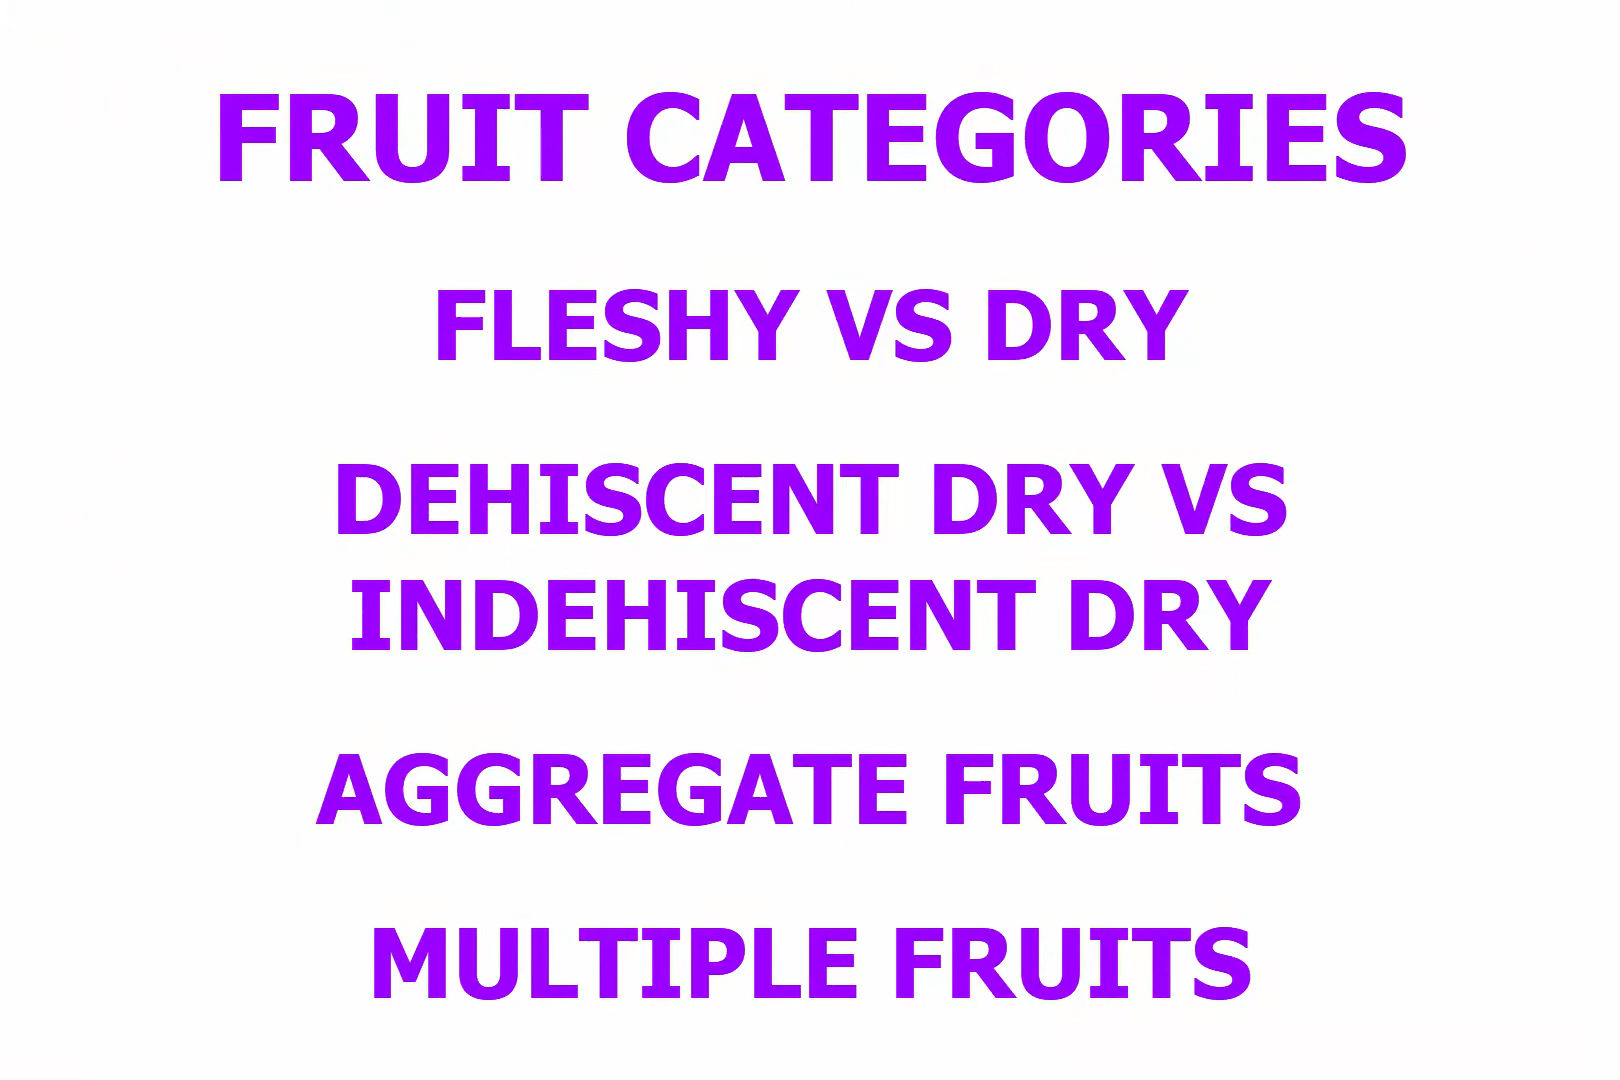 FRUIT CATEGORIES
FLESHY VS DRY
DEHISCENT DRY VS
INDEHISCENT DRY
AGGREGATE FRUITS
MULTIPLE FRUITS